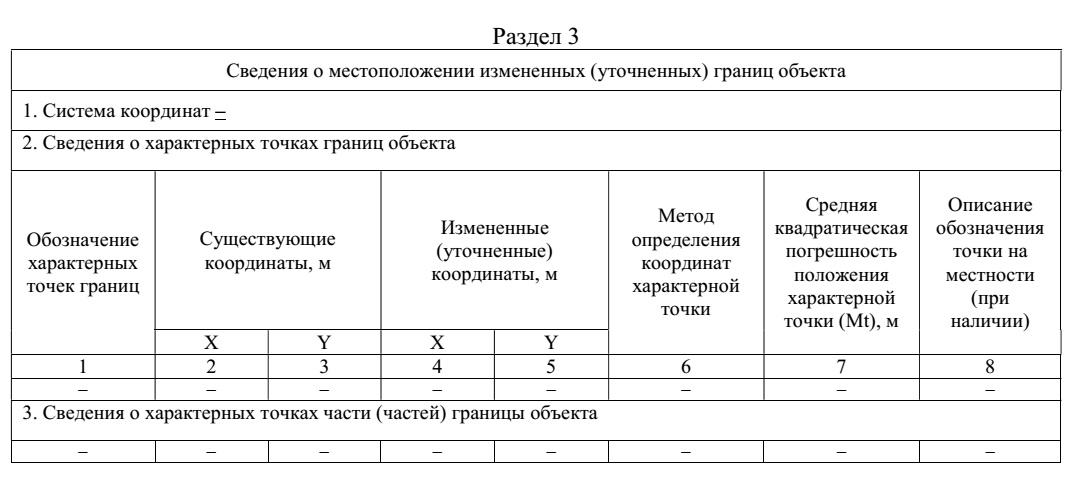 Раздел 3
Сведения о местоположении измененных (уточненных) границ объекта
1. Система координат –
2. Сведения о характерных точках границ объекта
Обозначение
характерных
точек границ
Существующие
координаты, м
Измененные
(уточненные)
координаты, м
Метод
определения
координат
характерной
точки
Средняя
квадратическая
погрешность
положения
характерной
точки (Mt), м
Описание
обозначения
точки на
местности
(при
наличии)
X Y X Y
1 2 3 4 5 6 7 8
– – – – – – – –
3. Сведения о характерных точках части (частей) границы объекта
– – – – – – – –